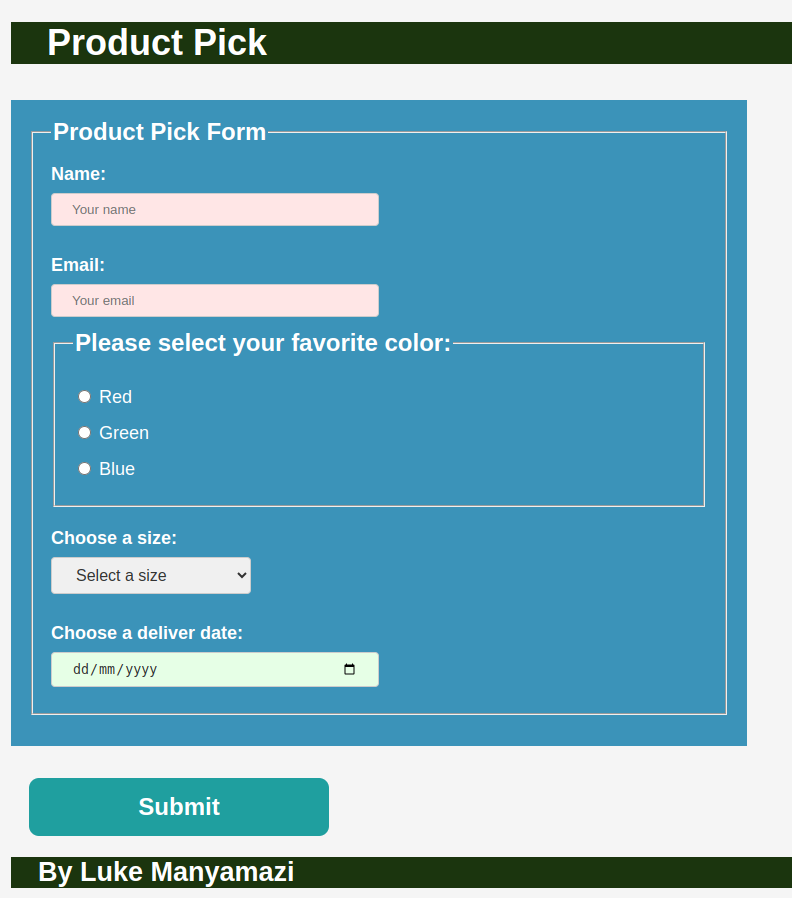 Product Pick
Product Pick Form
Name:
Your name
Email:
Your email
Please select your favorite color:
Red
Green
Blue
Choose a size:
Select a size
Choose a deliver date:
dd/mm/yyyy
Submit
By Luke Manyamazi